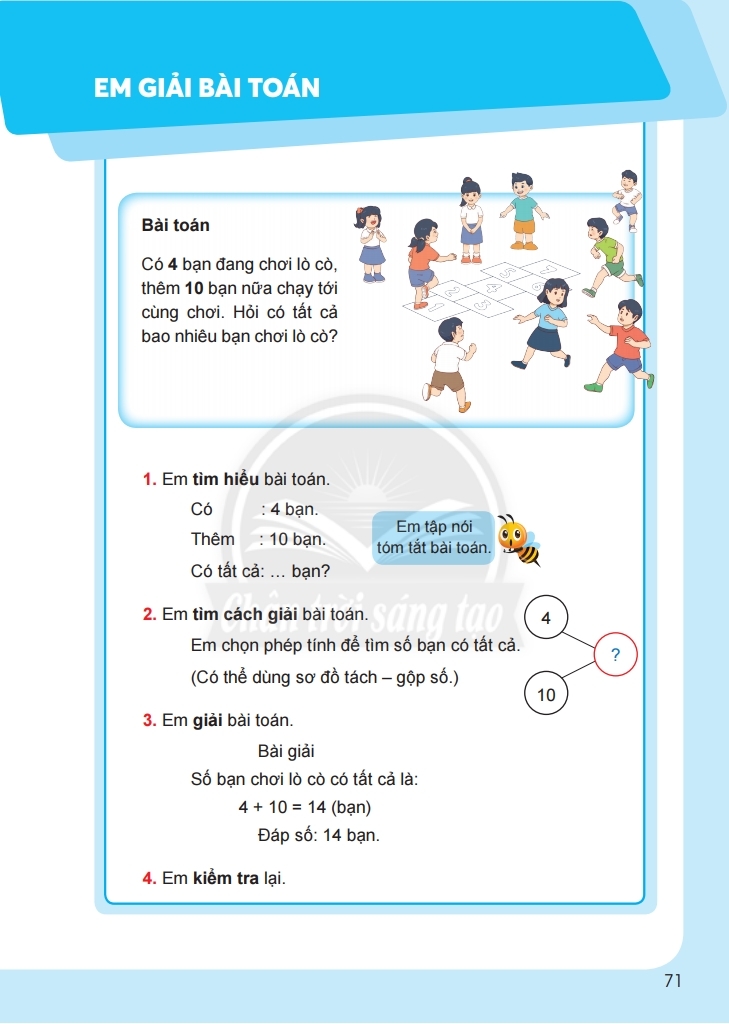 EM GIẢI BÀI TOÁN
Bài toán
Có 4 bạn đang chơi lò cò,
thêm 10 bạn nữa chạy tới
cùng chơi. Hỏi có tất cả
bao nhiêu bạn chơi lò cò?
1. Em tìm hiểu bài toán.
Có : 4 bạn.
Thêm : 10 bạn.
Có tất cả: ... bạn?
Em tập nói
tóm tắt bài toán.
Chân trời sáng tạo
2. Em tìm cách giải bài toán.
Em chọn phép tính để tìm số bạn có tất cả.
(Có thể dùng sơ đồ tách – gộp số.)
4
?
10
3. Em giải bài toán.
Bài giải
Số bạn chơi lò cò có tất cả là:
4 + 10 = 14 (bạn)
Đáp số: 14 bạn.
4. Em kiểm tra lại.
71